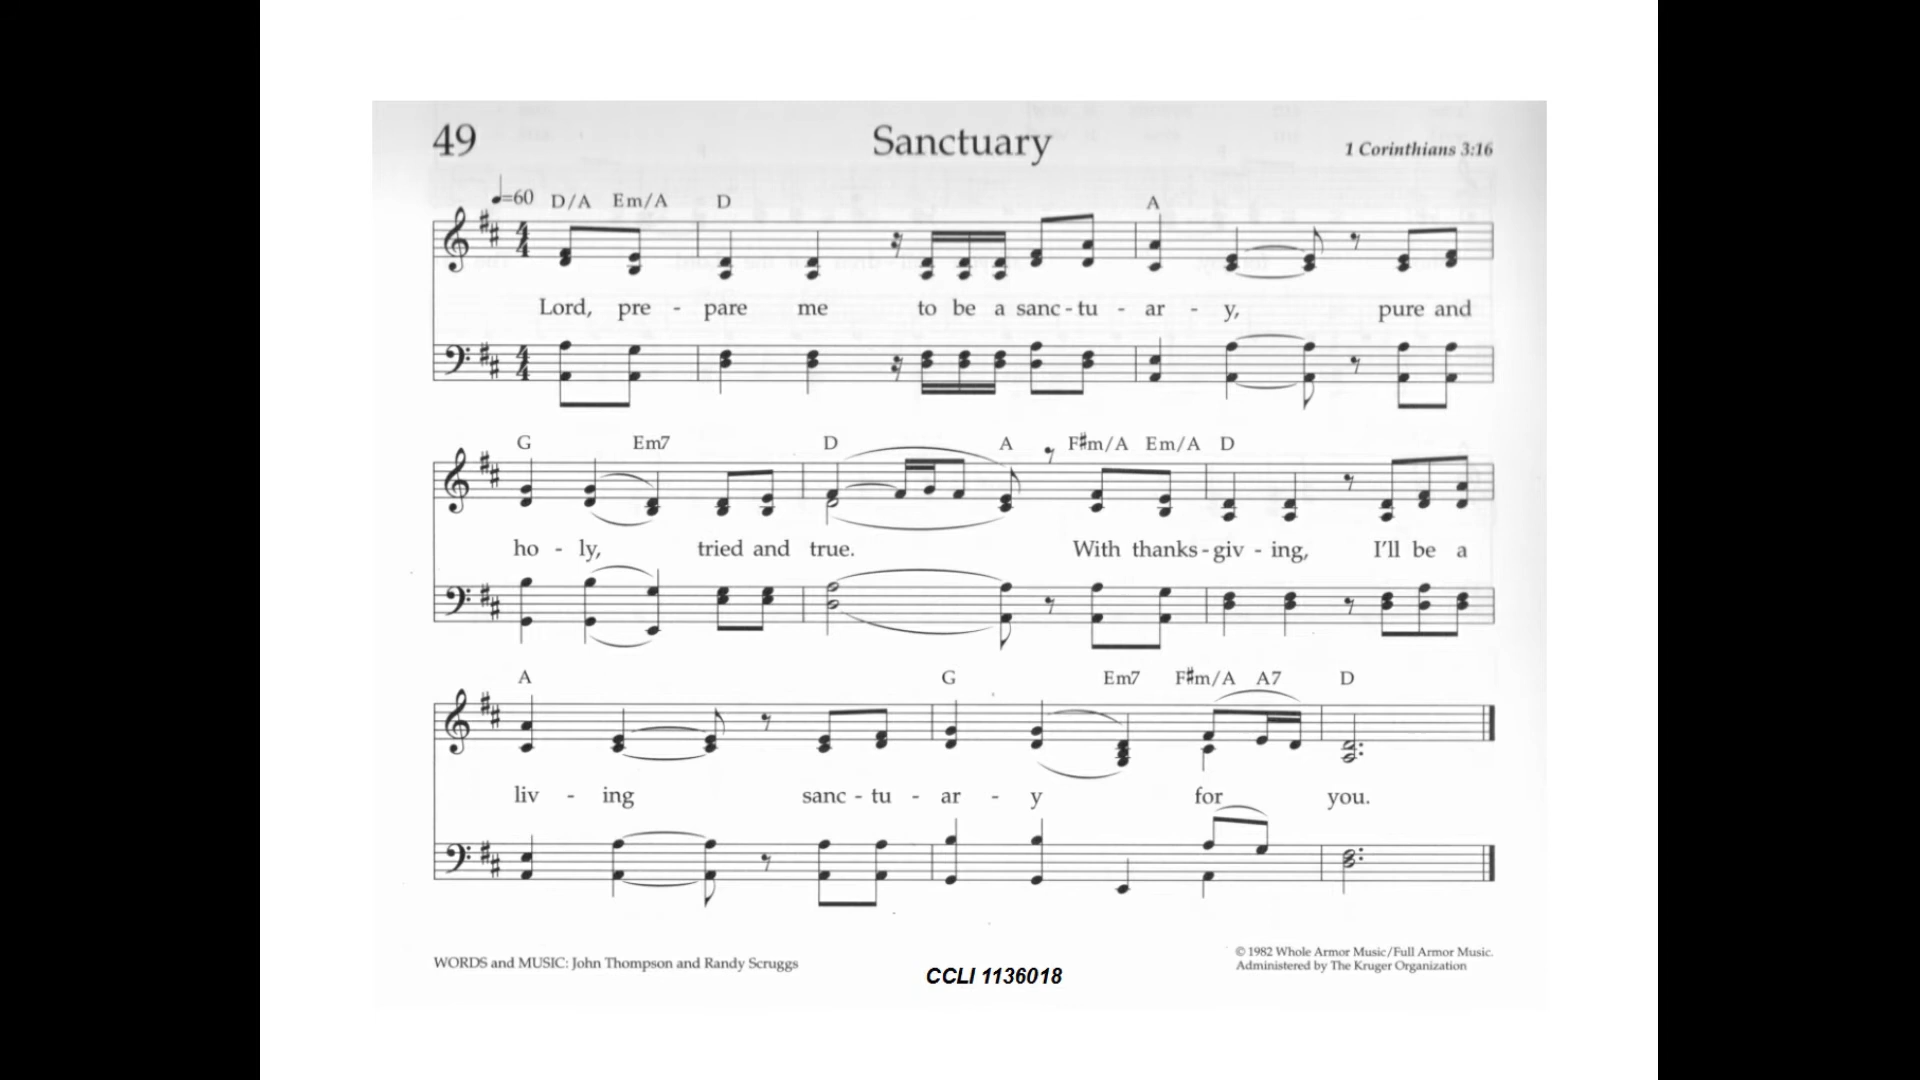 49 Sanctuary 1 Corinthians 3:16
♩=60 D/A Em/A D A
Lord, pre - pare me to be a sanc - tu - ar - y, pure and
G Em7 D A F#m/A Em/A D
ho - ly, tried and true. With thanks - giv - ing, I'll be a
A G Em7 F#m/A A7 D
liv - ing sanc - tu - ar - y for you.
WORDS and MUSIC: John Thompson and Randy Scruggs
CCLI 1136018
© 1982 Whole Armor Music/Full Armor Music.
Administered by The Kruger Organization